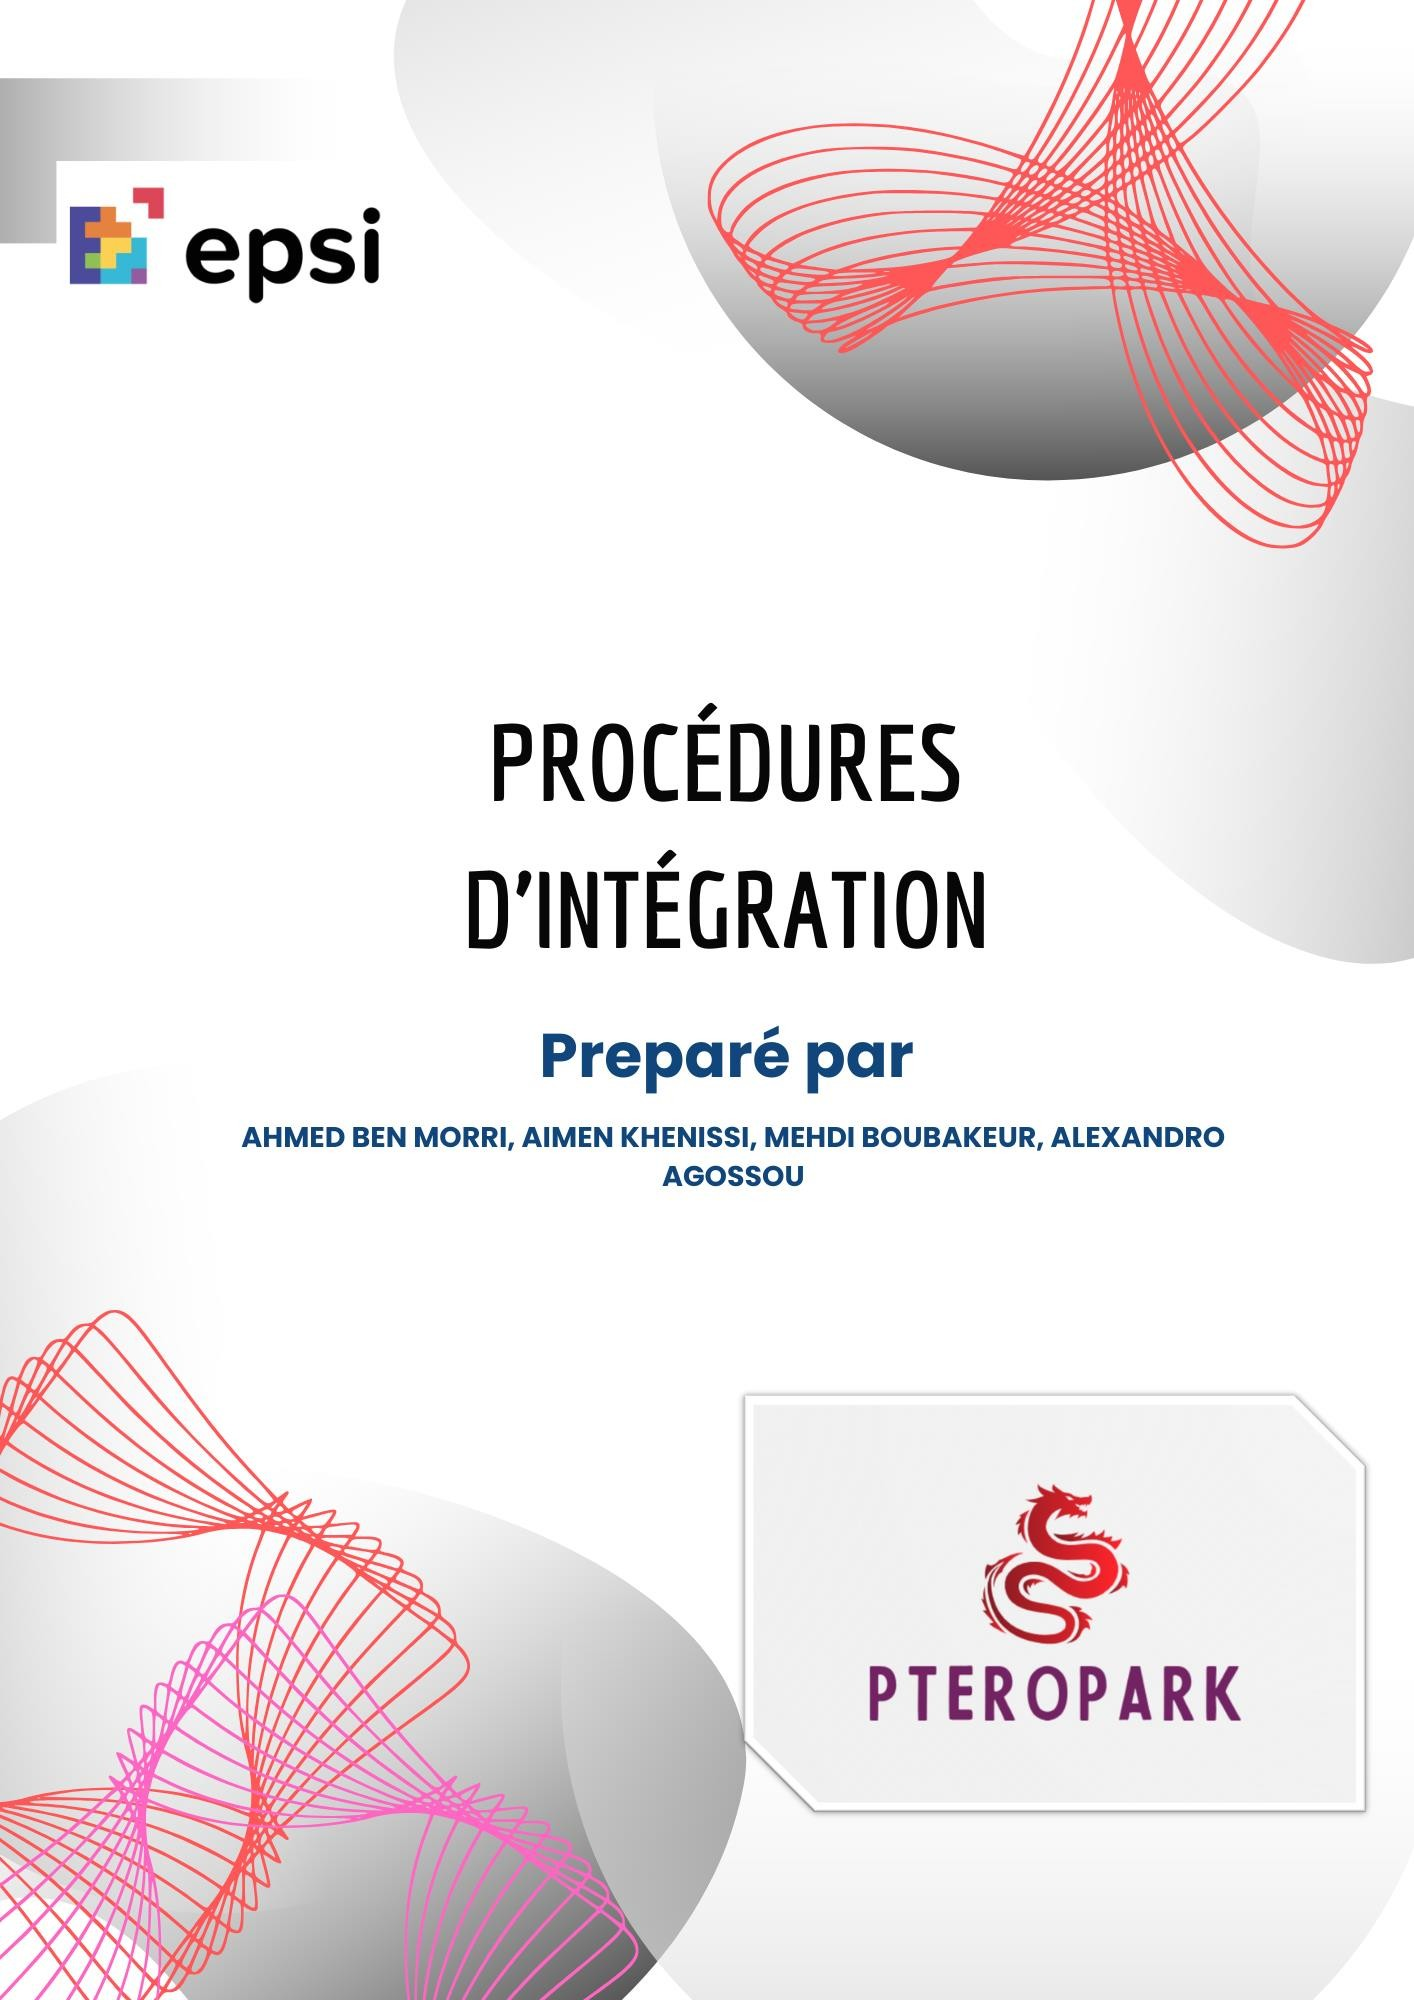 epsi
PROCÉDURES
D’INTÉGRATION
Preparé par
AHMED BEN MORRI, AIMEN KHENISSI, MEHDI BOUBAKEUR, ALEXANDRO
AGOSSOU
PTEROPARK